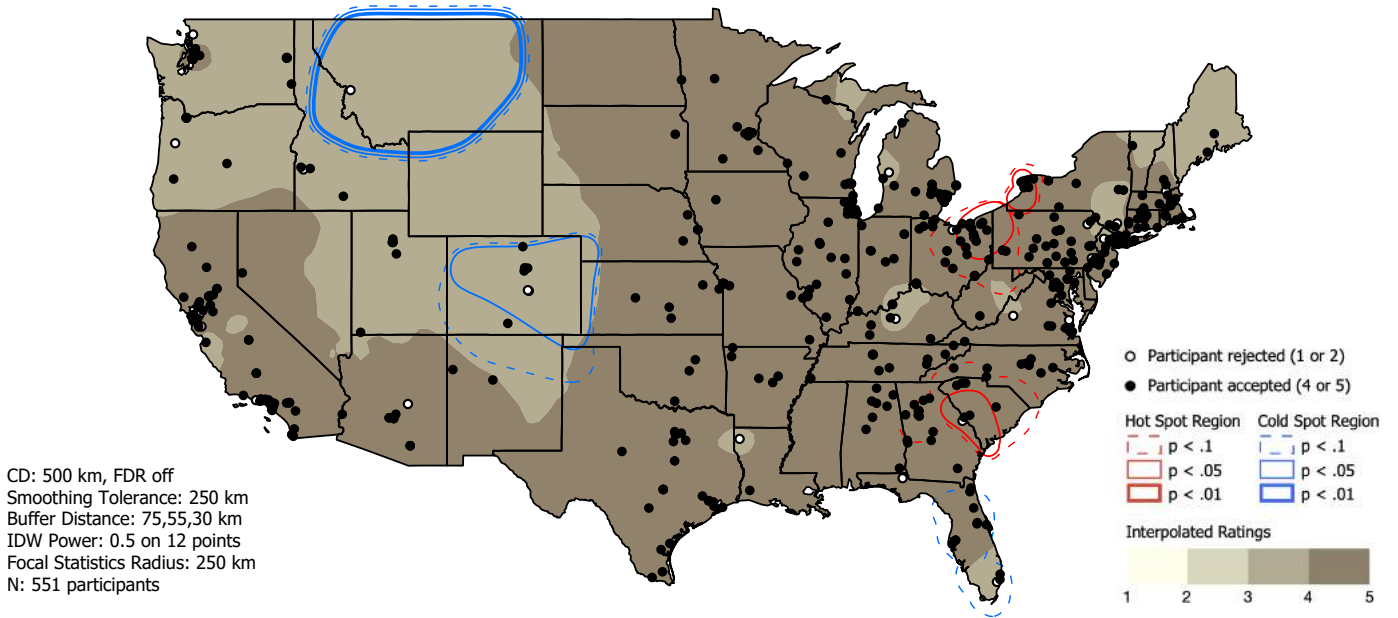 Participant rejected (1 or 2)
Participant accepted (4 or 5)
Hot Spot Region Cold Spot Region
p < .1 p < .1
p < .05 p < .05
p < .01 p < .01
Interpolated Ratings
1 2 3 4 5
CD: 500 km, FDR off
Smoothing Tolerance: 250 km
Buffer Distance: 75,55,30 km
IDW Power: 0.5 on 12 points
Focal Statistics Radius: 250 km
N: 551 participants